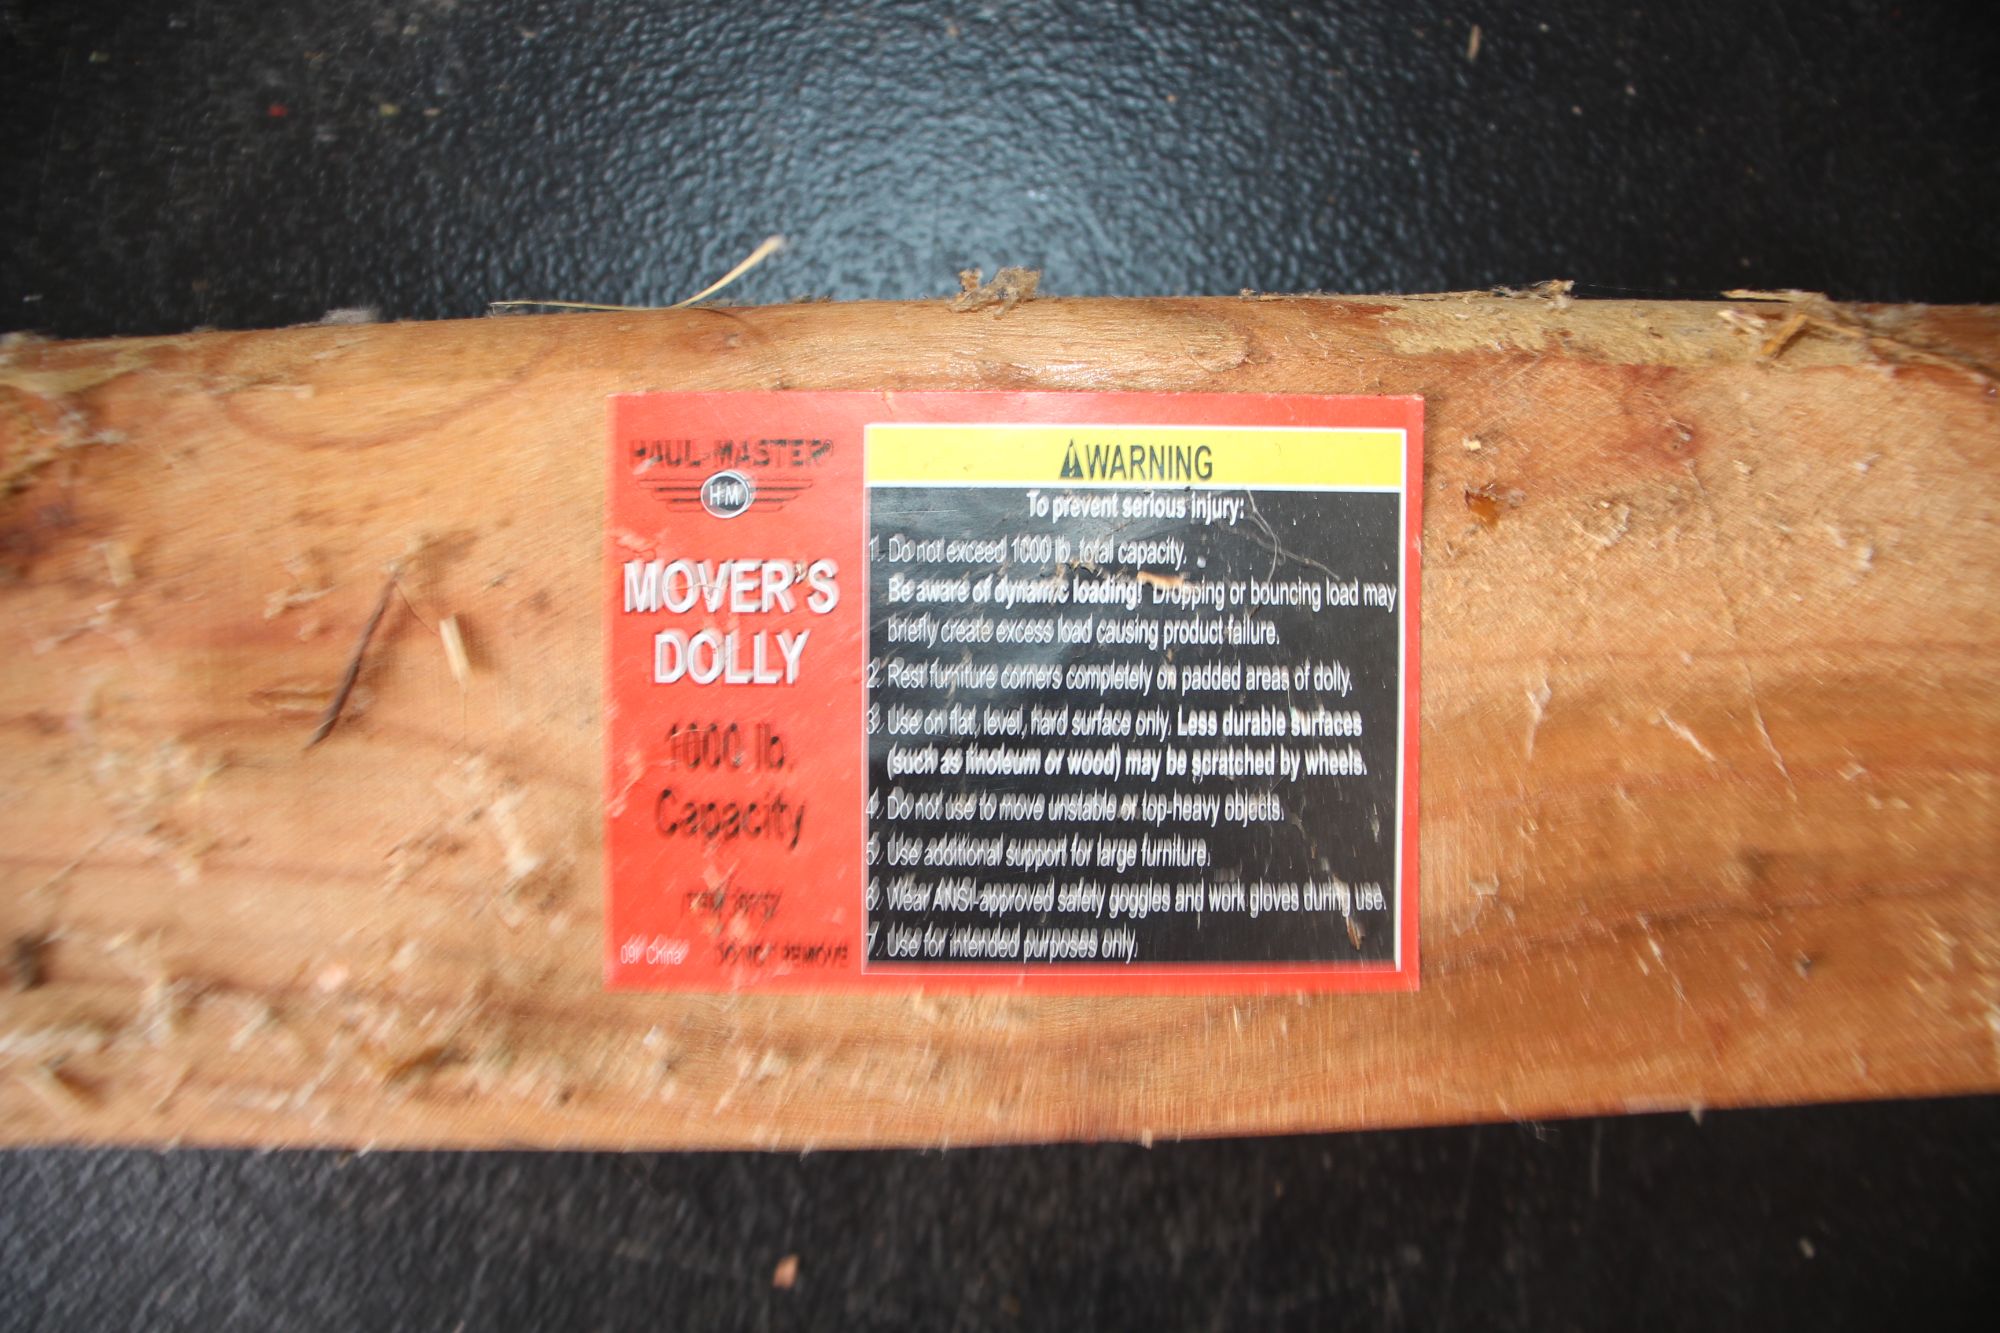 HAUL-MASTER®
HM
MOVER'S
DOLLY
1000 lb.
Capacity
China
DO NOT REMOVE
WARNING
To prevent serious injury:
1. Do not exceed 1000 lb. total capacity.
Be aware of dynamic loading! Dropping or bouncing load may
briefly create excess load causing product failure.
2. Rest furniture corners completely on padded areas of dolly.
3. Use on flat, level, hard surface only. Less durable surfaces
(such as linoleum or wood) may be scratched by wheels.
4. Do not use to move unstable or top-heavy objects.
5. Use additional support for large furniture.
6. Wear ANSI-approved safety goggles and work gloves during use.
7. Use for intended purposes only.